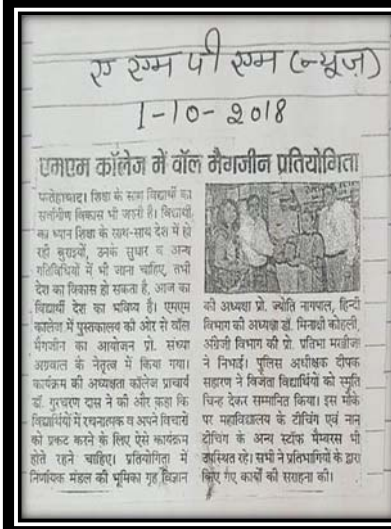 ए एम पी एम (न्यूज़)
1-10-2018
एमएम कॉलेज में वॉल मैगजीन प्रतियोगिता
फतेहाबाद। शिक्षा के साथ विद्यार्थी का
सर्वांगीण विकास भी जरूरी है। विद्यार्थी
का ध्यान शिक्षा के साथ-साथ देश में हो
रही बुराइयों, उनके सुधार व अन्य
गतिविधियों में भी जाना चाहिए, तभी
देश का विकास हो सकता है, आज का
विद्यार्थी देश का भविष्य है। एमएम
कालेज में पुस्तकालय की ओर से वॉल
मैगजीन का आयोजन प्रो. संध्या
अग्रवाल के नेतृत्व में किया गया।
कार्यक्रम की अध्यक्षता कॉलेज प्राचार्य
डॉ. गुरचरण दास ने की और कहा कि
विद्यार्थियों में रचनात्मक व अपने विचारों
को प्रकट करने के लिए ऐसे कार्यक्रम
होते रहने चाहिए। प्रतियोगिता में
निर्णायक मंडल की भूमिका गृह विज्ञान
की अध्यक्षा प्रो. ज्योति नागपाल, हिन्दी
विभाग की अध्यक्षा डॉ. मिनाक्षी कोहली,
अंग्रेजी विभाग की प्रो. प्रतिभा मखीजा
ने निभाई। पुलिस अधीक्षक दीपक
सहारण ने विजेता विद्यार्थियों को स्मृति
चिन्ह देकर सम्मानित किया। इस मौके
पर महाविद्यालय के टीचिंग एवं नान
टीचिंग के अन्य स्टॉफ मैम्बरस भी
उपस्थित रहे। सभी ने प्रतिभागियों के द्वारा
किए गए कार्यों की सराहना की।